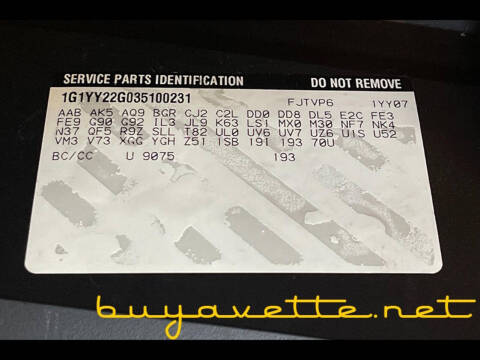 SERVICE PARTS IDENTIFICATION DO NOT REMOVE
1G1YY22G035100231 FJTVP6 1YY07
AAB AK5 AQ9 BGR CJ2 C2L DD0 DD8 DL5 E2C FE3
FE9 G90 G92 IL3 JL9 K63 LS1 MX0 M30 NF7 NK4
N37 QF5 R9Z SLL T82 UL0 UV6 UV7 UZ6 U1S U52
VM3 V73 XGG YGH Z51 1SB 191 193 70U
BC/CC U 9075 193
buyavette.net